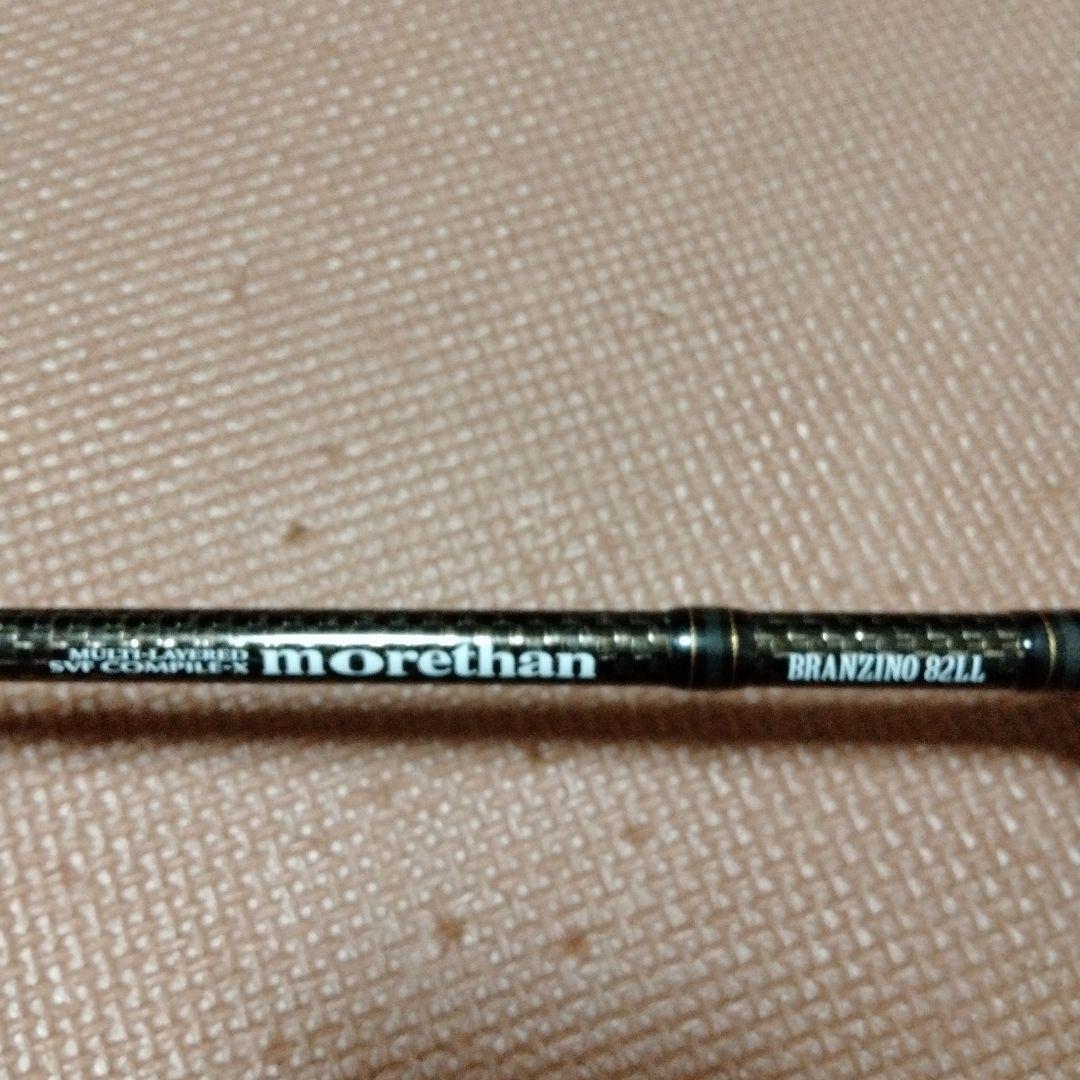 MULTI-LAYERED
SVF COMPILE-X
morethan
BRANZINO 82LL